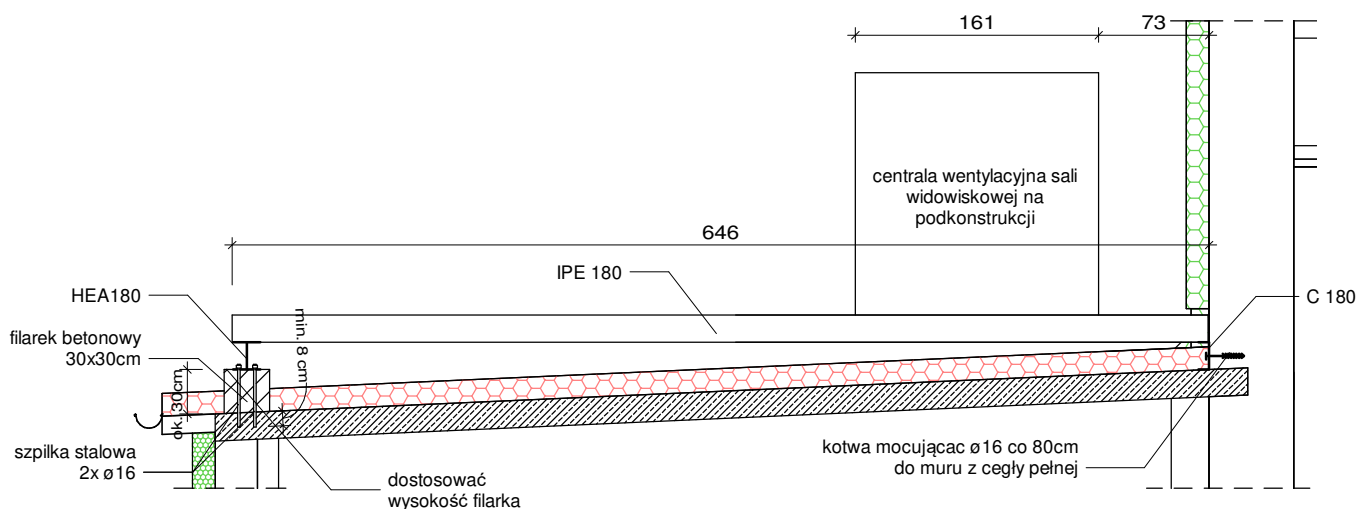 161
73
centrala wentylacyjna sali
widowiskowej na
podkonstrukcji
646
IPE 180
HEA180
C 180
filarek betonowy
30x30cm
min. 8 cm
ok. 30cm
szpilka stalowa
2x ø16
kotwa mocującac ø16 co 80cm
do muru z cegły pełnej
dostosować
wysokość filarka